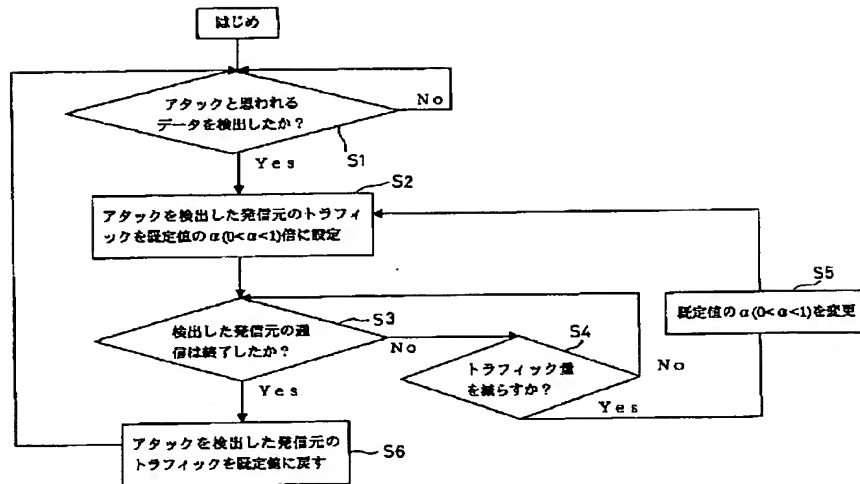 はじめ
アタックと思われる
データを検出したか？
No
S1
Yes
S2
アタックを検出した発信元のトラフィ
ックを既定値のα(0<α<1)倍に設定
S5
既定値のα(0<α<1)を変更
S3
検出した発信元の通
信は終了したか？
No
S4
トラフィック量
を減らすか？
No
Yes
Yes
アタックを検出した発信元の
トラフィックを既定値に戻す
S6